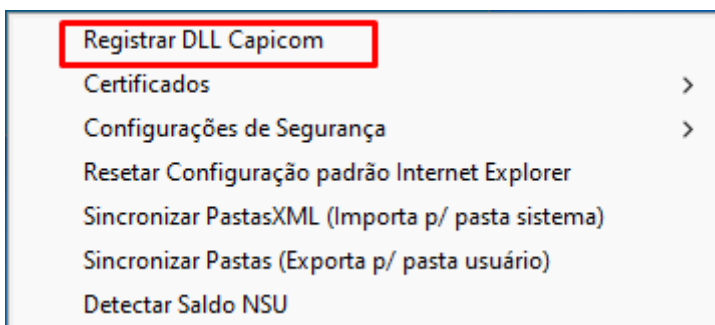 Registrar DLL Capicom
Certificados
Configurações de Segurança
Resetar Configuração padrão Internet Explorer
Sincronizar PastasXML (Importa p/ pasta sistema)
Sincronizar Pastas (Exporta p/ pasta usuário)
Detectar Saldo NSU